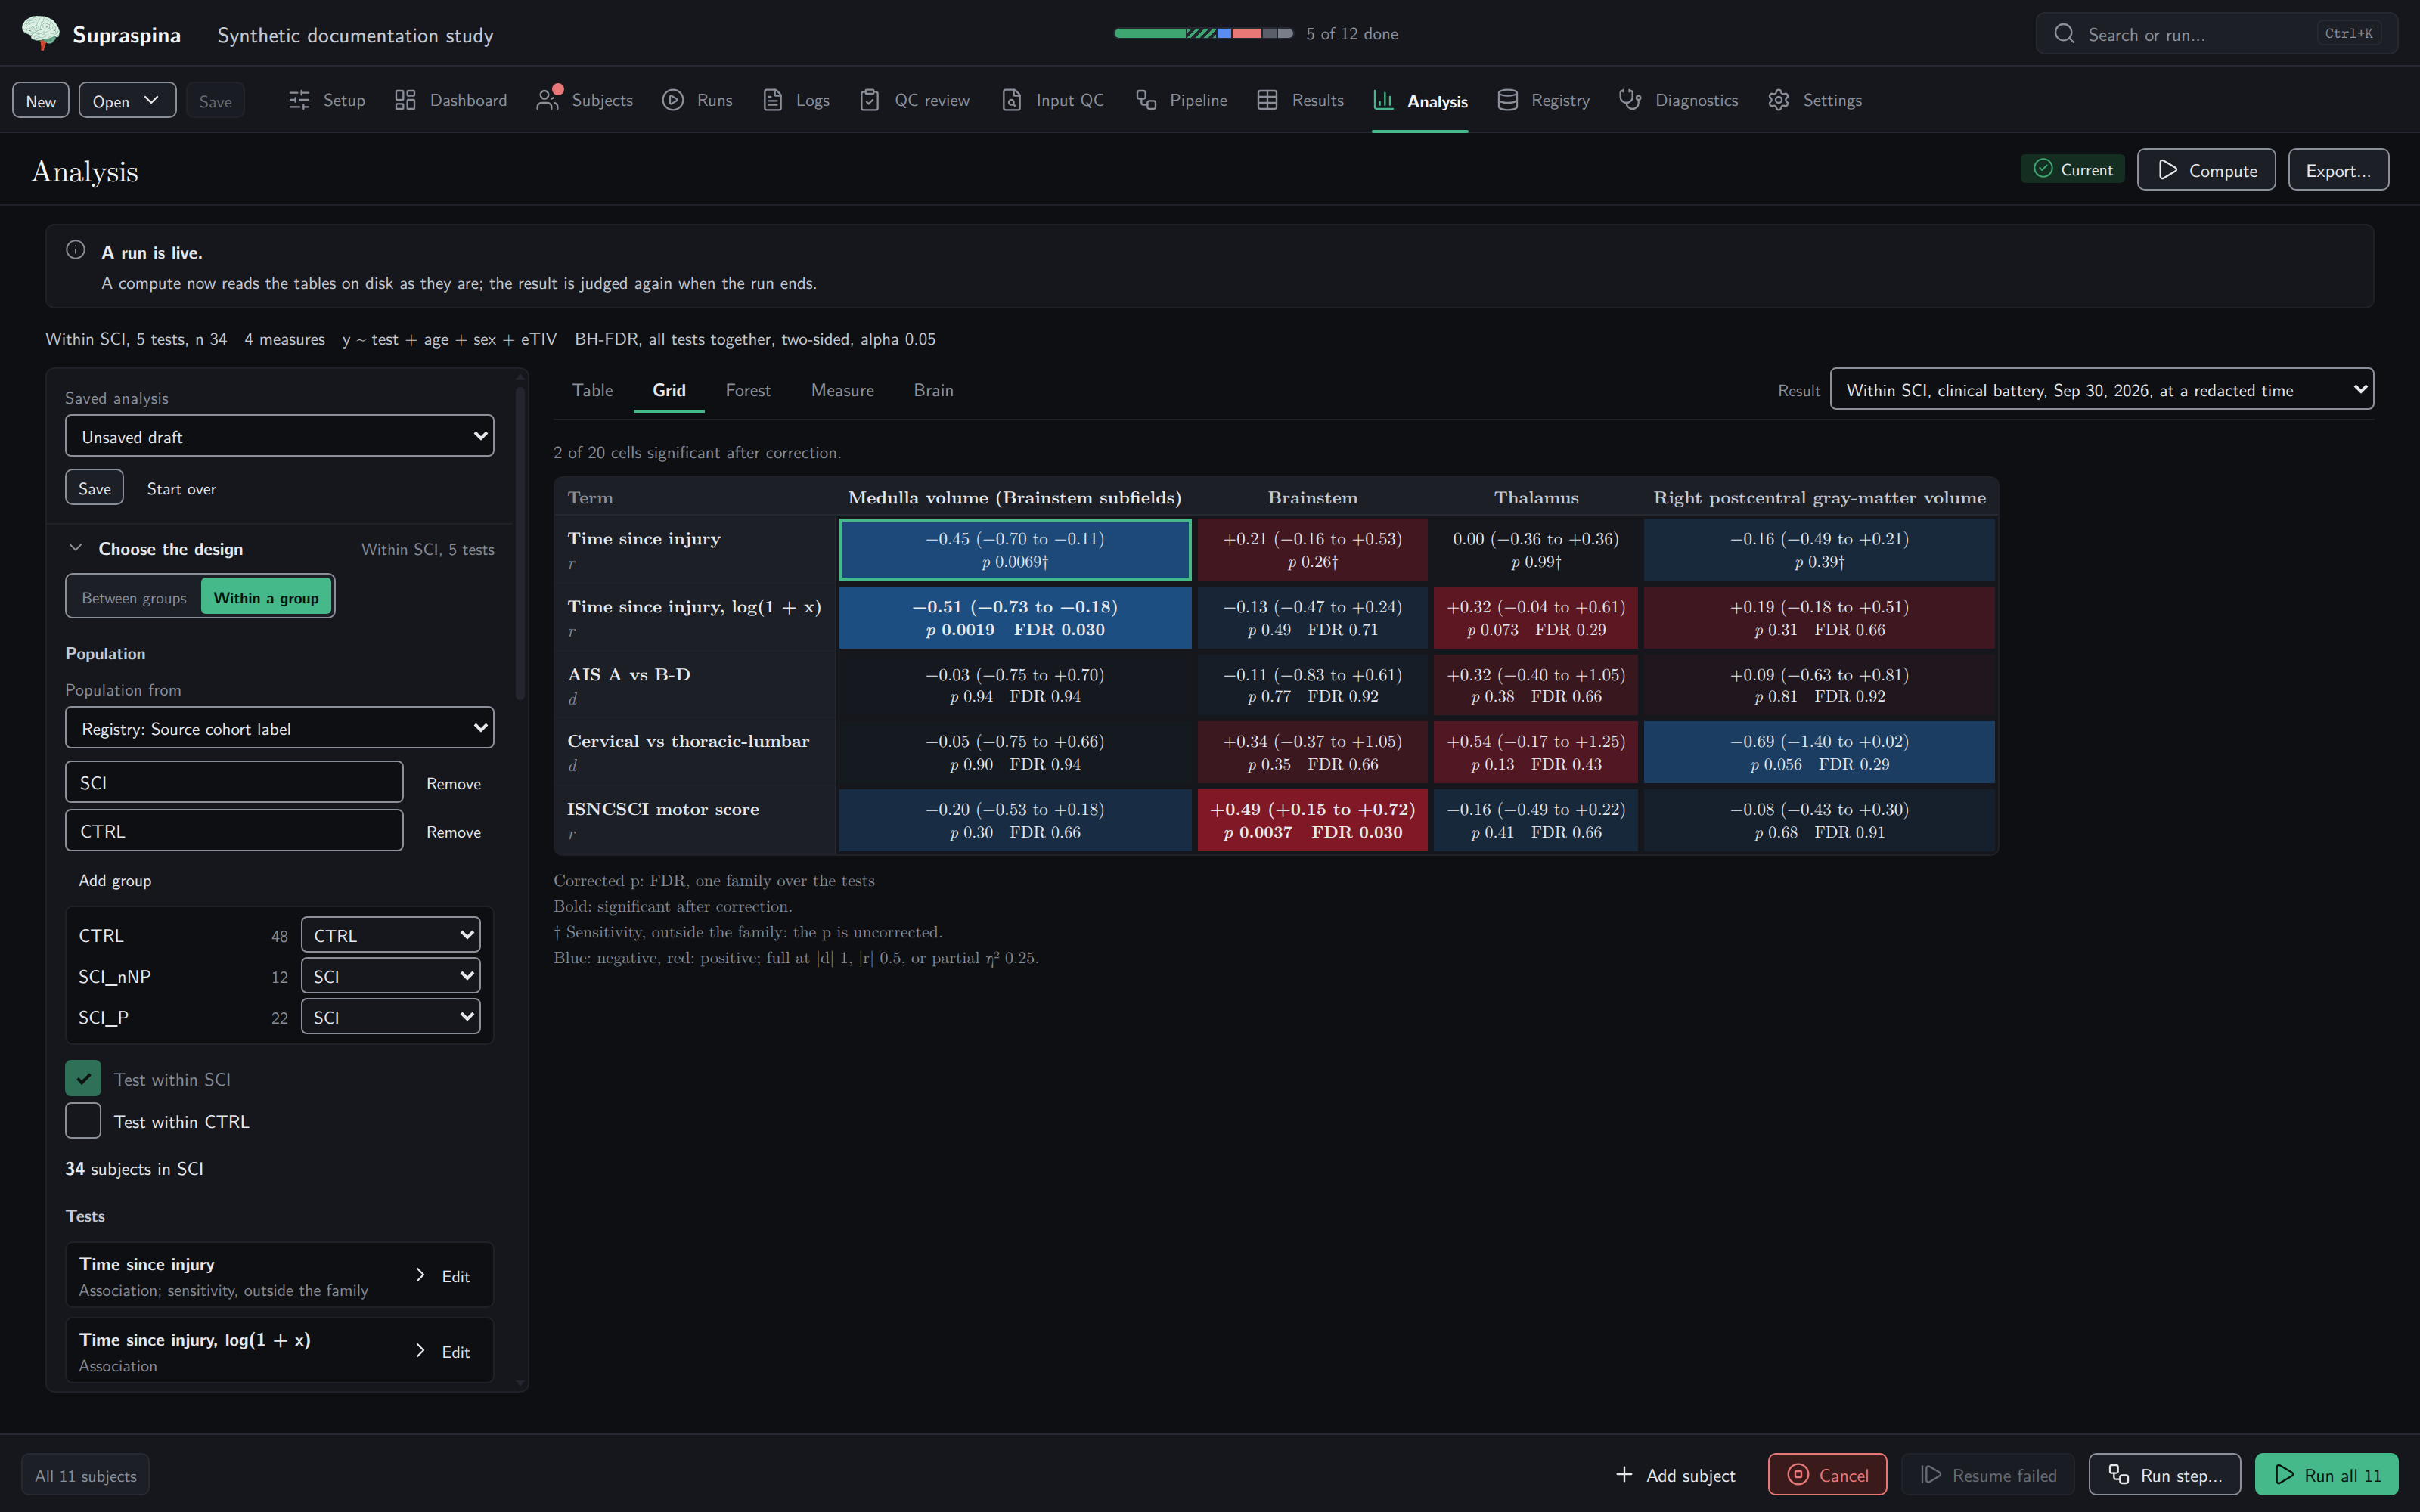 Supraspina
Synthetic documentation study
5 of 12 done
Search or run...
Ctrl+K
New
Open
Save
Setup
Dashboard
Subjects
Runs
Logs
QC review
Input QC
Pipeline
Results
Analysis
Registry
Diagnostics
Settings
Analysis
Current
Compute
Export...
A run is live.
A compute now reads the tables on disk as they are; the result is judged again when the run ends.
Within SCI, 5 tests, n 34 4 measures y ~ test + age + sex + eTIV BH-FDR, all tests together, two-sided, alpha 0.05
Saved analysis
Unsaved draft
Save
Start over
Choose the design
Within SCI, 5 tests
Between groups
Within a group
Population
Population from
Registry: Source cohort label
SCI
Remove
CTRL
Remove
Add group
CTRL 48 CTRL
SCI_nNP 12 SCI
SCI_P 22 SCI
Test within SCI
Test within CTRL
34 subjects in SCI
Tests
Time since injury
Association; sensitivity, outside the family
Edit
Time since injury, log(1 + x)
Association
Edit
Table
Grid
Forest
Measure
Brain
Result
Within SCI, clinical battery, Sep 30, 2026, at a redacted time
2 of 20 cells significant after correction.
Term Medulla volume (Brainstem subfields) Brainstem Thalamus Right postcentral gray-matter volume
Time since injury −0.45 (−0.70 to −0.11) +0.21 (−0.16 to +0.53) 0.00 (−0.36 to +0.36) −0.16 (−0.49 to +0.21)
r p 0.0069† p 0.26† p 0.99† p 0.39†
Time since injury, log(1 + x) −0.51 (−0.73 to −0.18) −0.13 (−0.47 to +0.24) +0.32 (−0.04 to +0.61) +0.19 (−0.18 to +0.51)
r p 0.0019 FDR 0.030 p 0.49 FDR 0.71 p 0.073 FDR 0.29 p 0.31 FDR 0.66
AIS A vs B-D −0.03 (−0.75 to +0.70) −0.11 (−0.83 to +0.61) +0.32 (−0.40 to +1.05) +0.09 (−0.63 to +0.81)
d p 0.94 FDR 0.94 p 0.77 FDR 0.92 p 0.38 FDR 0.66 p 0.81 FDR 0.92
Cervical vs thoracic-lumbar −0.05 (−0.75 to +0.66) +0.34 (−0.37 to +1.05) +0.54 (−0.17 to +1.25) −0.69 (−1.40 to +0.02)
d p 0.90 FDR 0.94 p 0.35 FDR 0.66 p 0.13 FDR 0.43 p 0.056 FDR 0.29
ISNCSCI motor score −0.20 (−0.53 to +0.18) +0.49 (+0.15 to +0.72) −0.16 (−0.49 to +0.22) −0.08 (−0.43 to +0.30)
r p 0.30 FDR 0.66 p 0.0037 FDR 0.030 p 0.41 FDR 0.66 p 0.68 FDR 0.91
Corrected p: FDR, one family over the tests
Bold: significant after correction.
† Sensitivity, outside the family: the p is uncorrected.
Blue: negative, red: positive; full at |d| 1, |r| 0.5, or partial η² 0.25.
All 11 subjects
Add subject
Cancel
Resume failed
Run step...
Run all 11